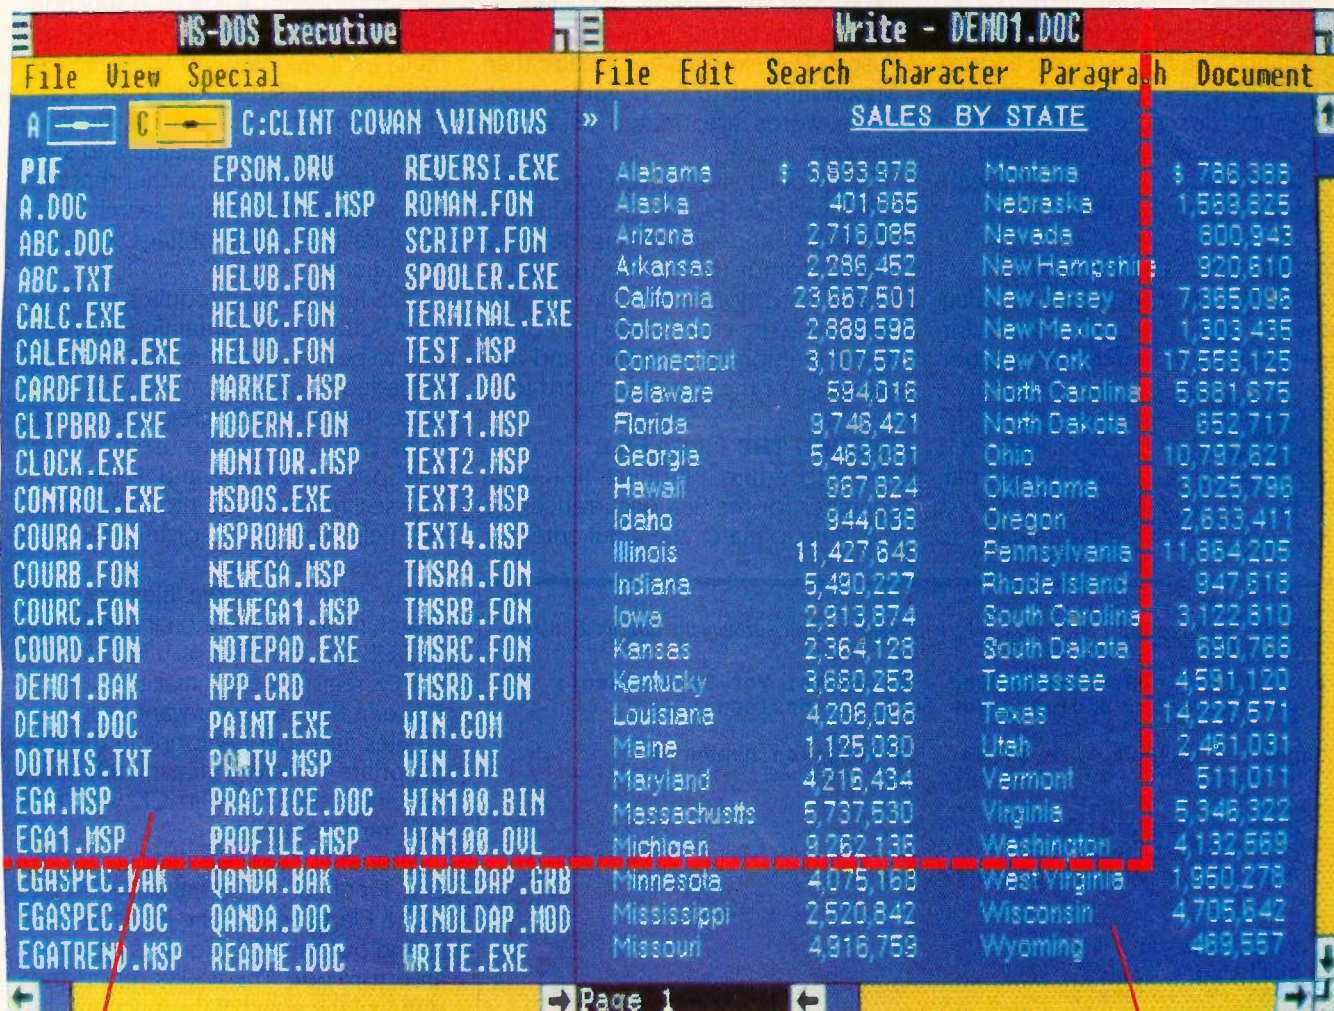 MS-DOS Executive
File View Special
A C C:CLINT COWAN \WINDOWS
PIF EPSON.DRV REVERSI.EXE
A.DOC HEADLINE.MSP ROMAN.FON
ABC.DOC HELVA.FON SCRIPT.FON
ABC.TXT HELVB.FON SPOOLER.EXE
CALC.EXE HELVC.FON TERMINAL.EXE
CALENDAR.EXE HELVD.FON TEST.MSP
CARDFILE.EXE MARKET.MSP TEXT.DOC
CLIPBRD.EXE MODERN.FON TEXT1.MSP
CLOCK.EXE MONITOR.MSP TEXT2.MSP
CONTROL.EXE MSDOS.EXE TEXT3.MSP
COURA.FON MSPROMO.CRD TEXT4.MSP
COURB.FON NEWEGA.MSP TMSRA.FON
COURC.FON NEWEGA1.MSP TMSRB.FON
COURD.FON NOTEPAD.EXE TMSRC.FON
DEMO1.BAK NPP.CRD TMSRD.FON
DEMO1.DOC PAINT.EXE WIN.COM
DOTHIS.TXT PARTY.MSP WIN.INI
EGA.MSP PRACTICE.DOC WIN100.BIN
EGA1.MSP PROFILE.MSP WIN100.OVL
EGASPEC.BAK QANDA.BAK WINOLDAP.GRB
EGASPEC.DOC QANDA.DOC WINOLDAP.MOD
EGATREND.MSP README.DOC WRITE.EXE
Write - DEMO1.DOC
File Edit Search Character Paragraph Document
» SALES BY STATE
Alabama $ 3,893,978 Montana $ 786,
Alaska 401, Nebraska 1,569,825
Arizona 2,718, Nevada 800,943
Arkansas 2,286,452 New Hampshire 920,610
California 23,667,501 New Jersey 7,365,
Colorado 2,889,598 New Mexico 1,303,435
Connecticut 3,107,576 New York 17,558,125
Delaware 594,016 North Carolina 5,881,675
Florida 9,746,421 North Dakota 652,717
Georgia 5,463,081 Ohio 10,797,621
Hawaii 967,824 Oklahoma 3,025,796
Idaho 944,038 Oregon 2,633,411
Illinois 11,427,643 Pennsylvania 11,864,205
Indiana 5,490,227 Rhode Island 947,
Iowa 2,913,874 South Carolina 3,122,810
Kansas 2,364,128 South Dakota 690,766
Kentucky 3,660,253 Tennessee 4,591,120
Louisiana 4,206,098 Texas 14,227,571
Maine 1,125,030 Utah 2,461,031
Maryland 4,216,434 Vermont 511,011
Massachustts 5,737,530 Virginia 5,346,322
Michigan 9,262,136 Washington 4,132,569
Minnesota 4,075,168 West Virginia 1,950,278
Mississippi 2,520,842 Wisconsin 4,705,642
Missouri 4,916,759 Wyoming 469,557
Page 1